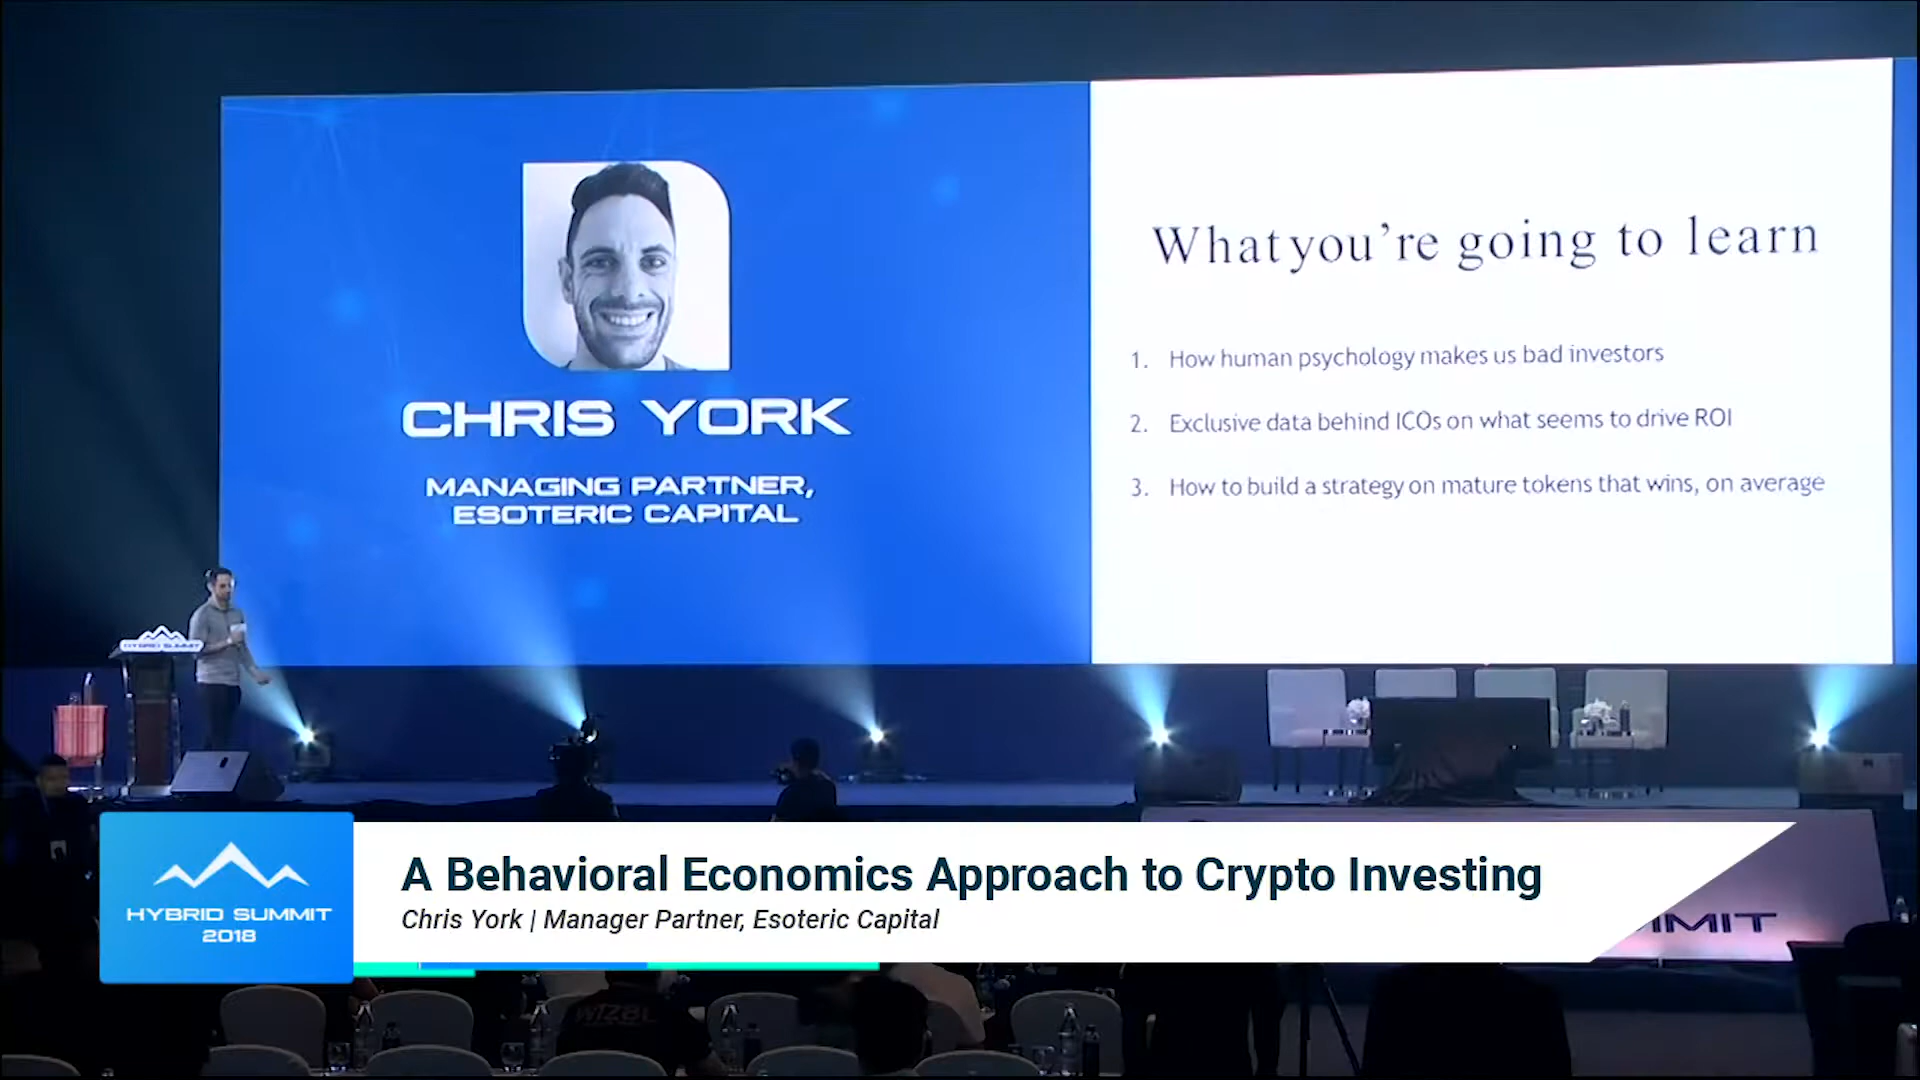 CHRIS YORK
MANAGING PARTNER,
ESOTERIC CAPITAL
What you're going to learn
1. How human psychology makes us bad investors
2. Exclusive data behind ICOs on what seems to drive ROI
3. How to build a strategy on mature tokens that wins, on average
HYBRID SUMMIT
HYBRID SUMMIT
2018
A Behavioral Economics Approach to Crypto Investing
Chris York | Manager Partner, Esoteric Capital